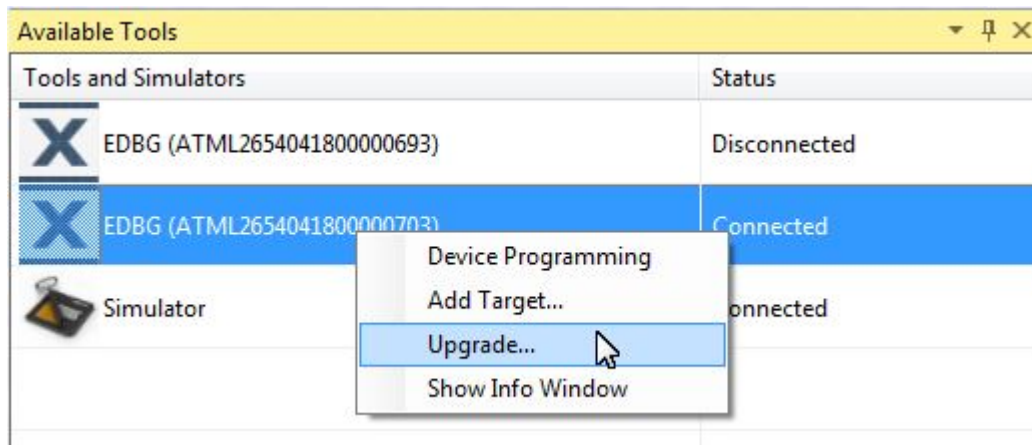 Available Tools
Tools and Simulators Status
EDBG (ATML2654041800000693) Disconnected
EDBG (ATML2654041800000703) Connected
Device Programming
Add Target...
Simulator onnected
Upgrade...
Show Info Window